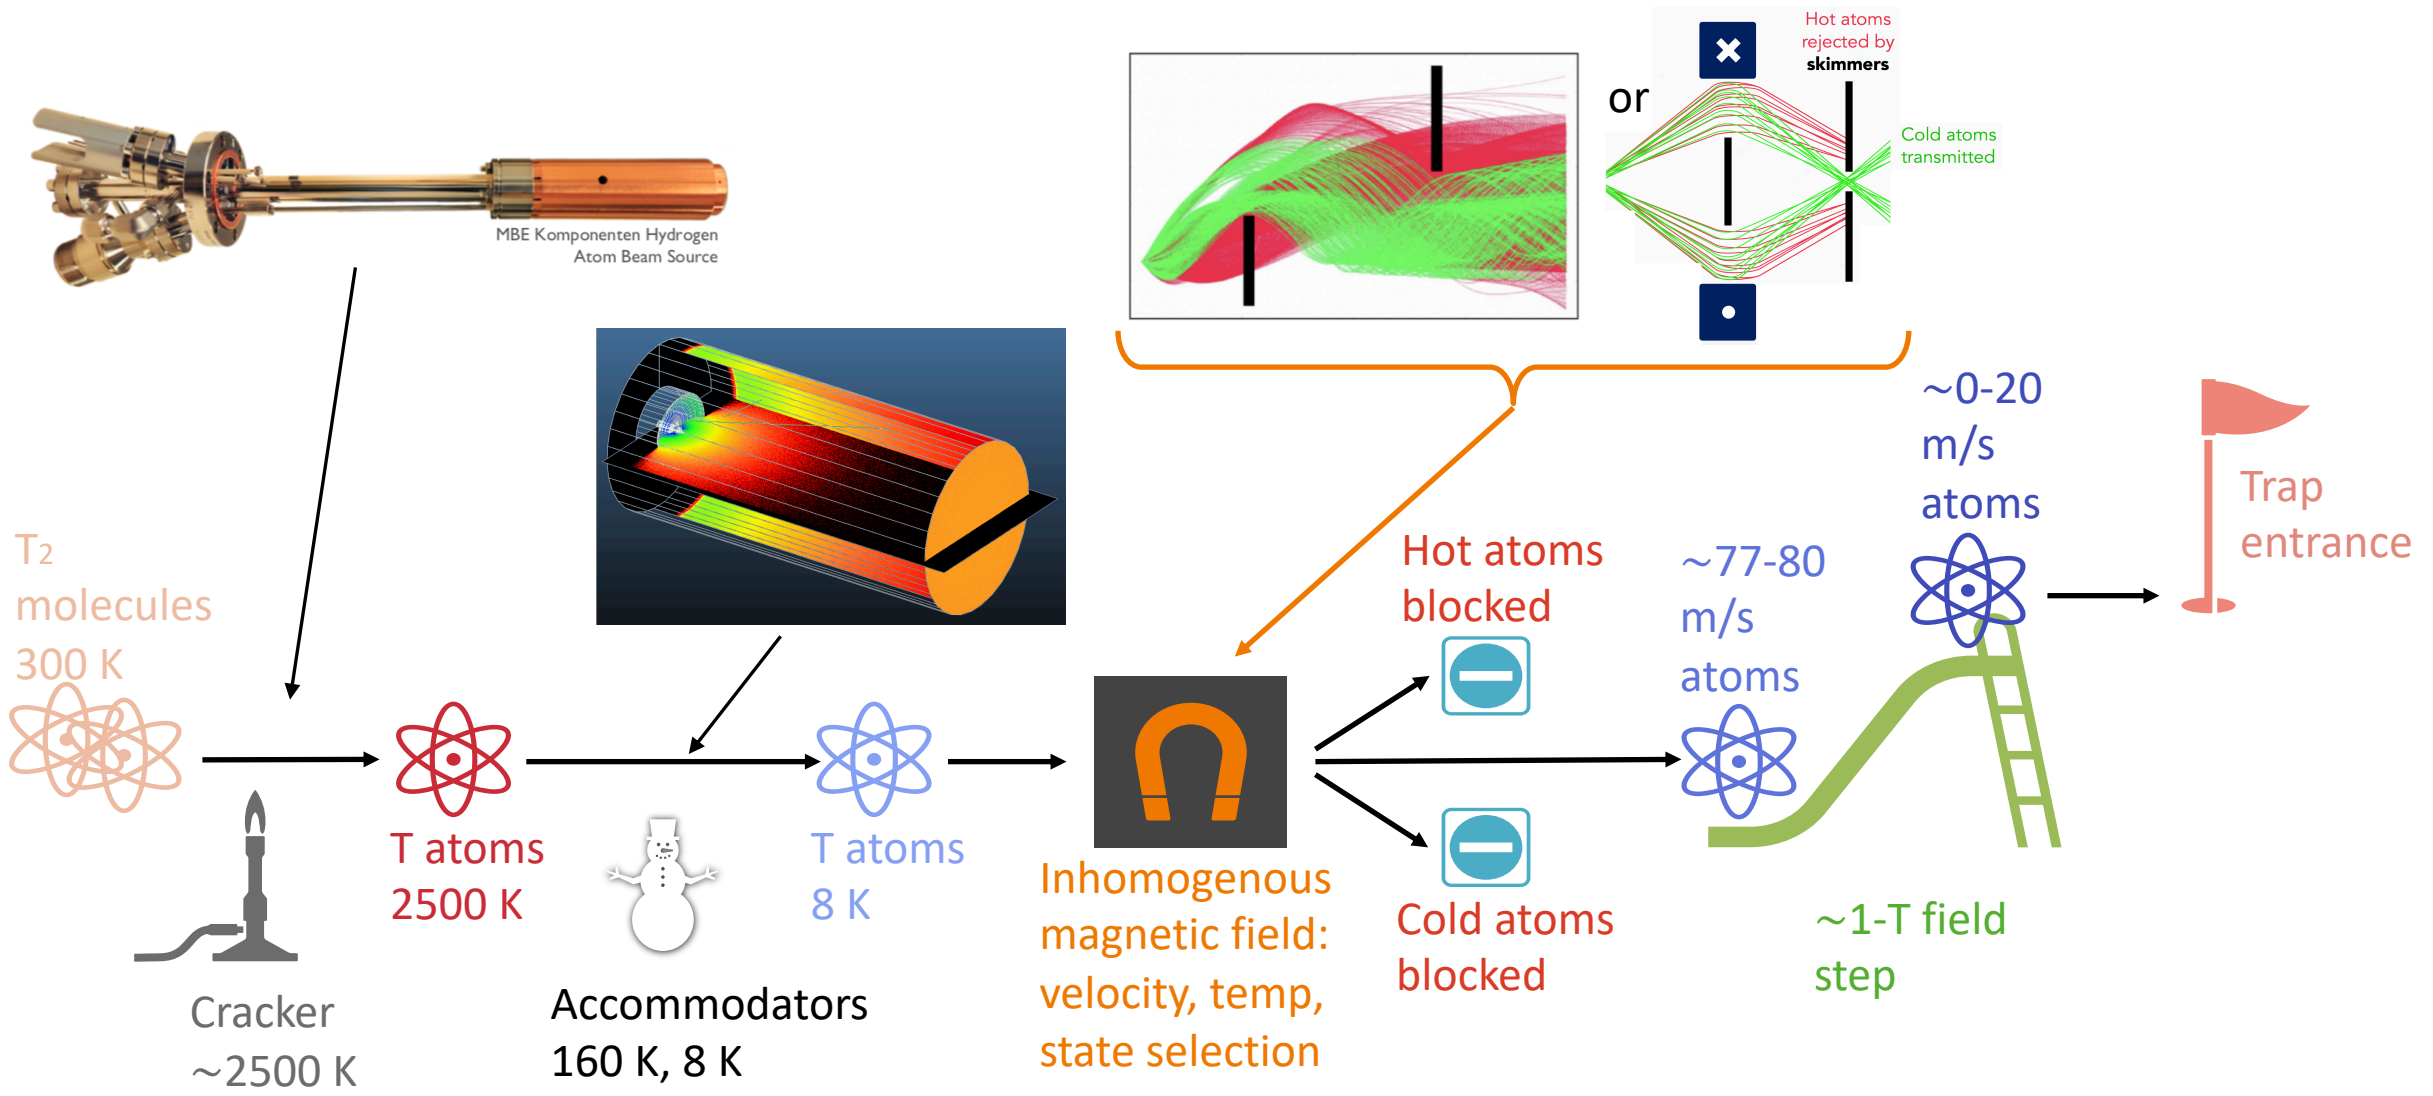 MBE Komponenten Hydrogen
Atom Beam Source
or
Hot atoms
rejected by
skimmers
Cold atoms
transmitted
T2
molecules
300 K
Cracker
~2500 K
T atoms
2500 K
Accommodators
160 K, 8 K
T atoms
8 K
Inhomogenous
magnetic field:
velocity, temp,
state selection
Hot atoms
blocked
Cold atoms
blocked
~77-80
m/s
atoms
~1-T field
step
~0-20
m/s
atoms
Trap
entrance